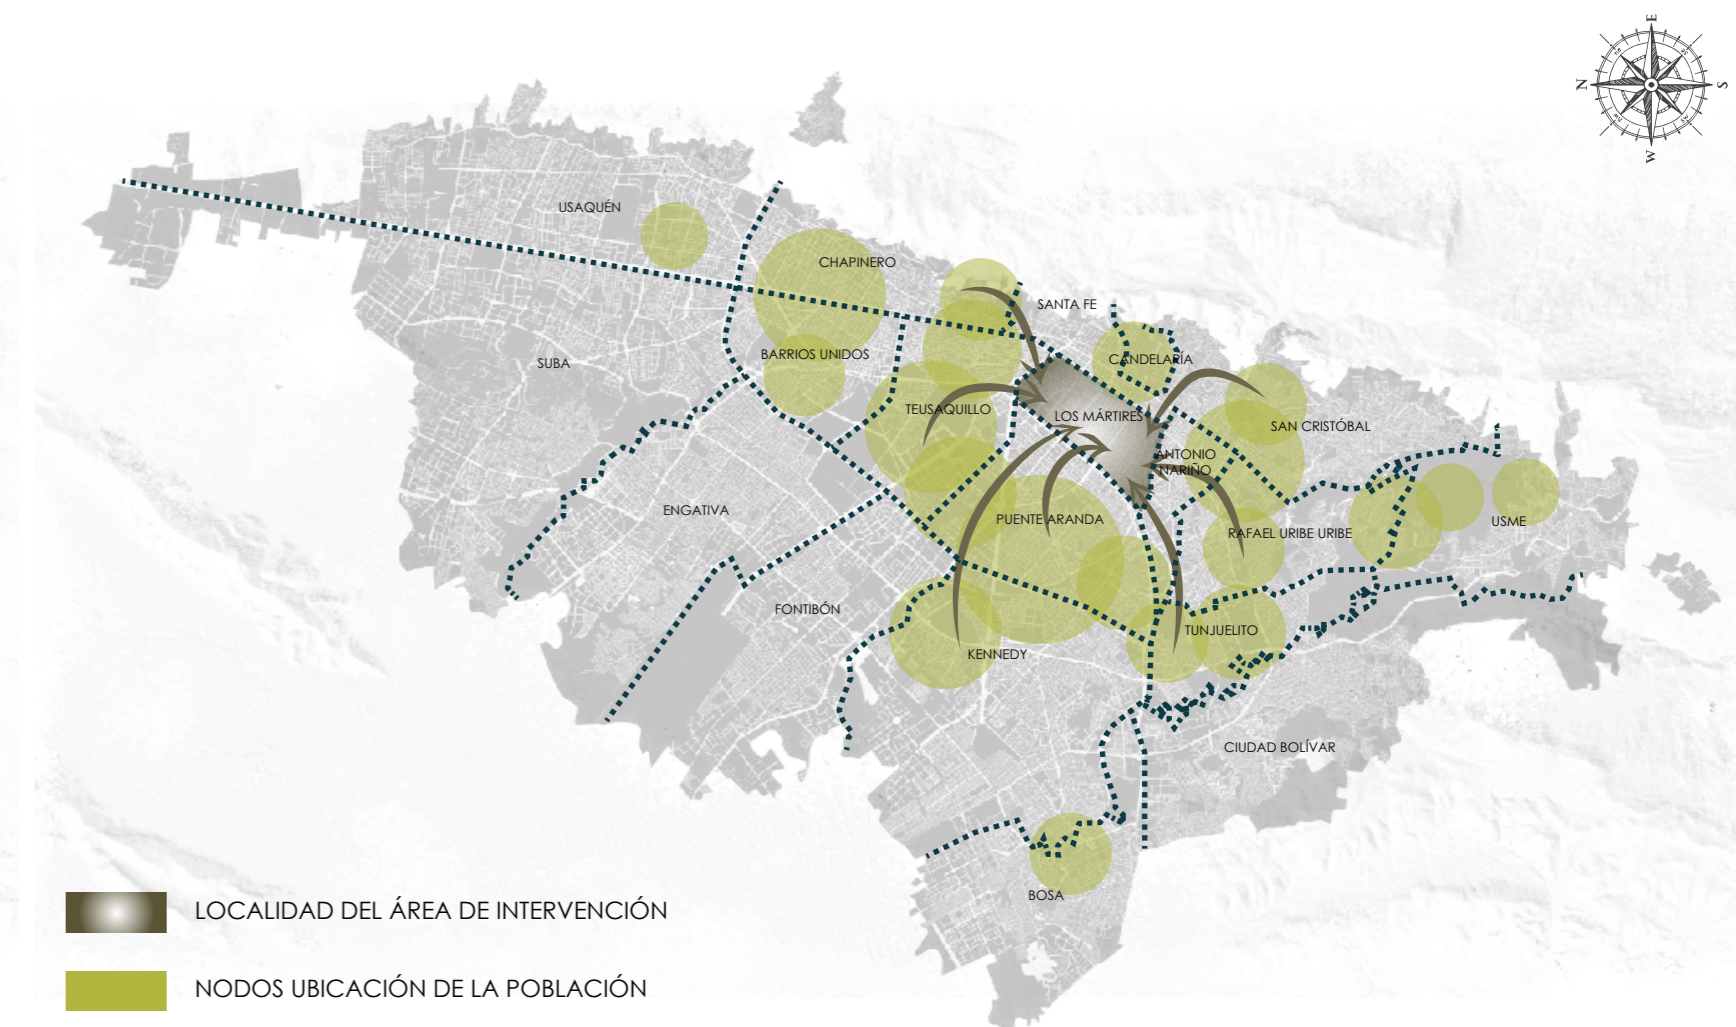 E
N
S
W
USAQUÉN
CHAPINERO
SANTA FE
BARRIOS UNIDOS
CANDELARÍA
SUBA
TEUSAQUILLO
LOS MÁRTIRES
SAN CRISTÓBAL
ANTONIO
NARIÑO
ENGATIVA
PUENTE ARANDA
RAFAEL URIBE URIBE
USME
FONTIBÓN
TUNJUELITO
KENNEDY
CIUDAD BOLÍVAR
BOSA
LOCALIDAD DEL ÁREA DE INTERVENCIÓN
NODOS UBICACIÓN DE LA POBLACIÓN